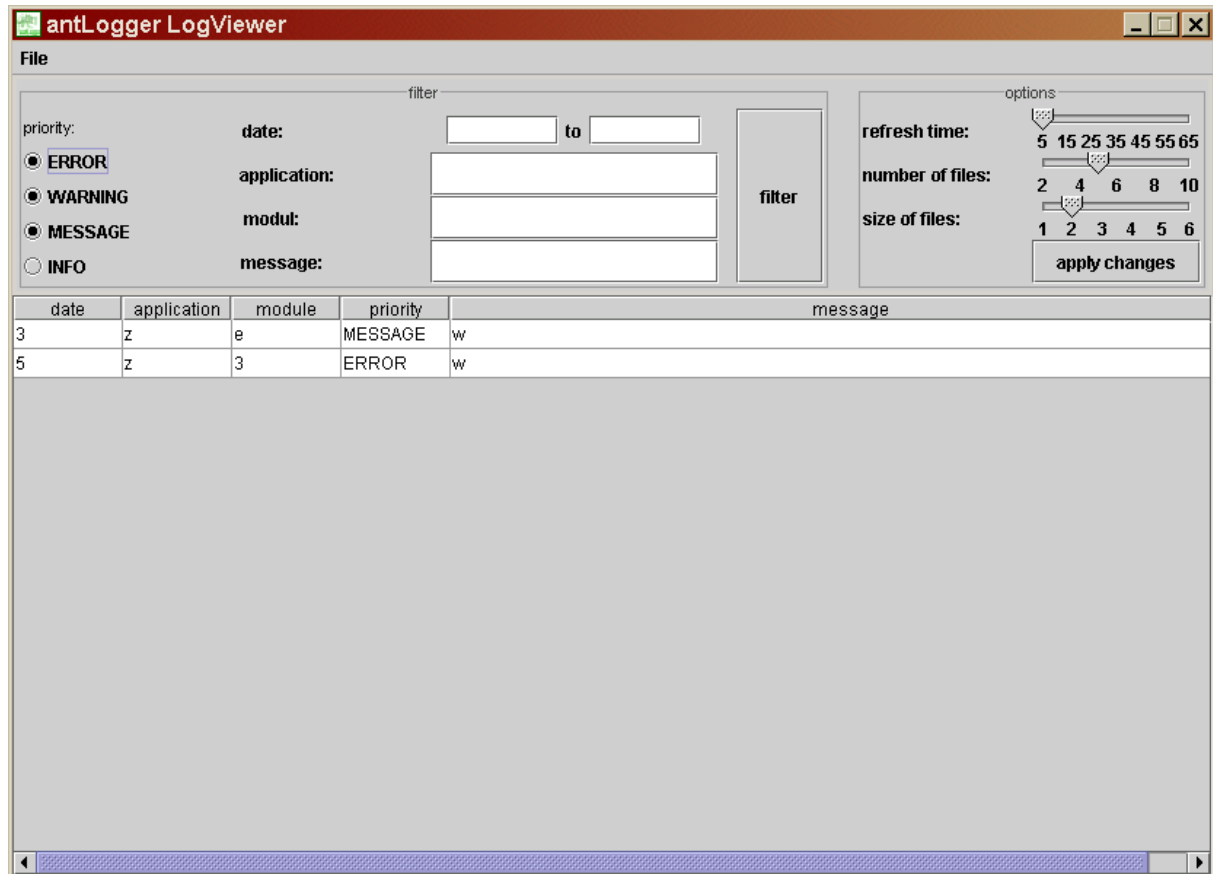 antLogger LogViewer
File
filter
priority:
ERROR
WARNING
MESSAGE
INFO
date:
to
application:
modul:
message:
filter
options
refresh time:
5 15 25 35 45 55 65
number of files:
2 4 6 8 10
size of files:
1 2 3 4 5 6
apply changes
date application module priority message
3 z e MESSAGE w
5 z 3 ERROR w